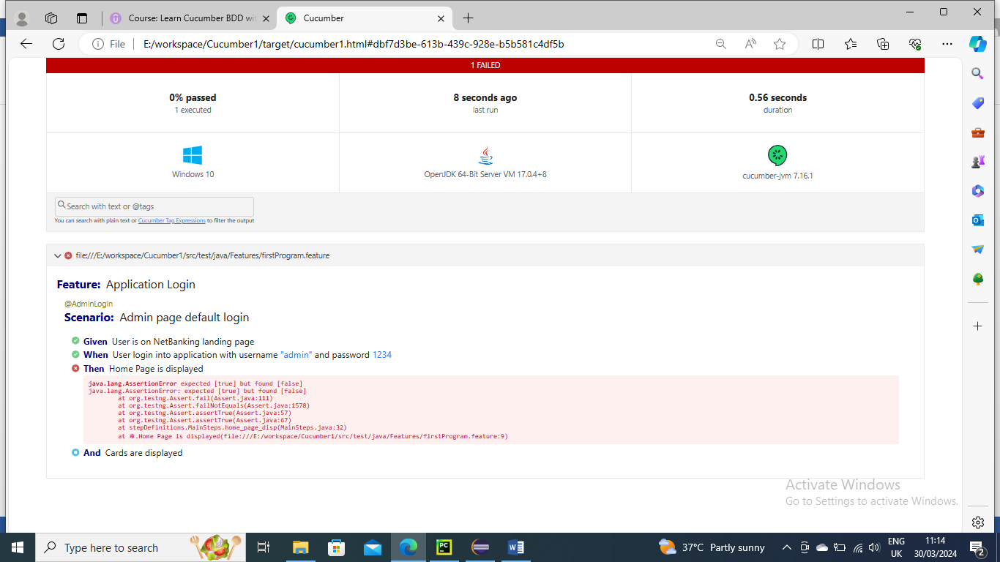 Course: Learn Cucumber BDD wit
Cucumber
File
E:/workspace/Cucumber1/target/cucumber1.html#dbf7d3be-613b-439c-928e-b5b581c4df5b
1 FAILED
0% passed
1 executed
8 seconds ago
last run
0.56 seconds
duration
Windows 10
OpenJDK 64-Bit Server VM 17.0.4+8
cucumber-jvm 7.16.1
Search with text or @tags
You can search with plain text or Cucumber Tag Expressions to filter the output
file:///E:/workspace/Cucumber1/src/test/java/Features/firstProgram.feature
Feature: Application Login
@AdminLogin
Scenario: Admin page default login
Given User is on NetBanking landing page
When User login into application with username "admin" and password 1234
Then Home Page is displayed
java.lang.AssertionError expected [true] but found [false]
java.lang.AssertionError: expected [true] but found [false]
at org.testng.Assert.fail(Assert.java:111)
at org.testng.Assert.failNotEquals(Assert.java:1578)
at org.testng.Assert.assertTrue(Assert.java:57)
at org.testng.Assert.assertTrue(Assert.java:67)
at stepDefinitions.MainSteps.home_page_disp(MainSteps.java:32)
at ✽.Home Page is displayed(file:///E:/workspace/Cucumber1/src/test/java/Features/firstProgram.feature:9)
And Cards are displayed
Activate Windows
Go to Settings to activate Windows.
Type here to search
PC
W
37°C Partly sunny
ENG
UK
11:14
30/03/2024
2